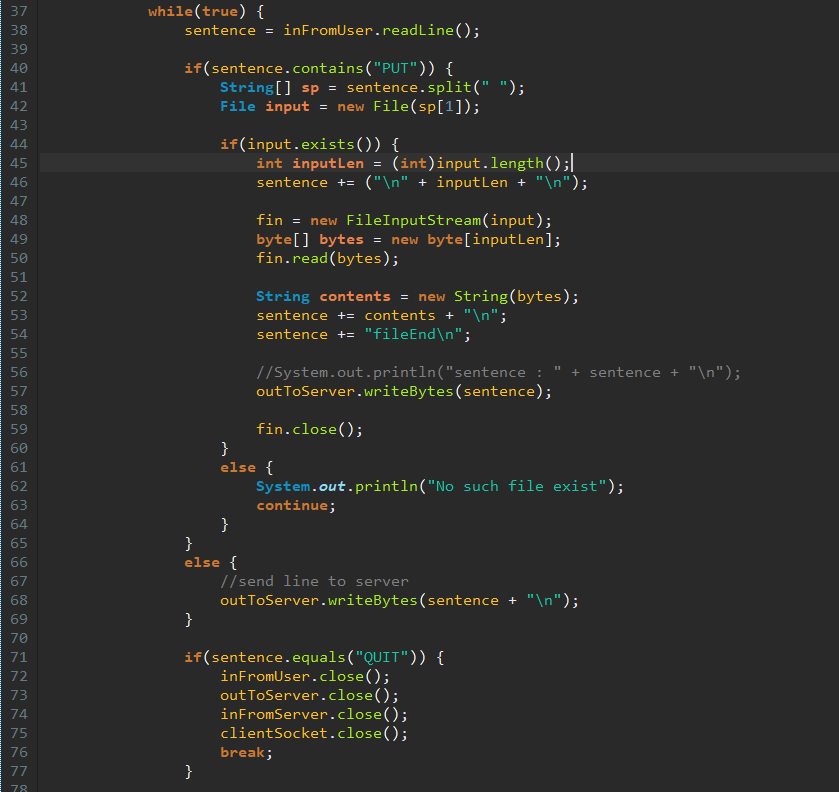 37 while(true) {
38 sentence = inFromUser.readLine();
39
40 if(sentence.contains("PUT")) {
41 String[] sp = sentence.split(" ");
42 File input = new File(sp[1]);
43
44 if(input.exists()) {
45 int inputLen = (int)input.length();
46 sentence += ("\n" + inputLen + "\n");
47
48 fin = new FileInputStream(input);
49 byte[] bytes = new byte[inputLen];
50 fin.read(bytes);
51
52 String contents = new String(bytes);
53 sentence += contents + "\n";
54 sentence += "fileEnd\n";
55
56 //System.out.println("sentence : " + sentence + "\n");
57 outToServer.writeBytes(sentence);
58
59 fin.close();
60 }
61 else {
62 System.out.println("No such file exist");
63 continue;
64 }
65 }
66 else {
67 //send line to server
68 outToServer.writeBytes(sentence + "\n");
69 }
70
71 if(sentence.equals("QUIT")) {
72 inFromUser.close();
73 outToServer.close();
74 inFromServer.close();
75 clientSocket.close();
76 break;
77 }
78